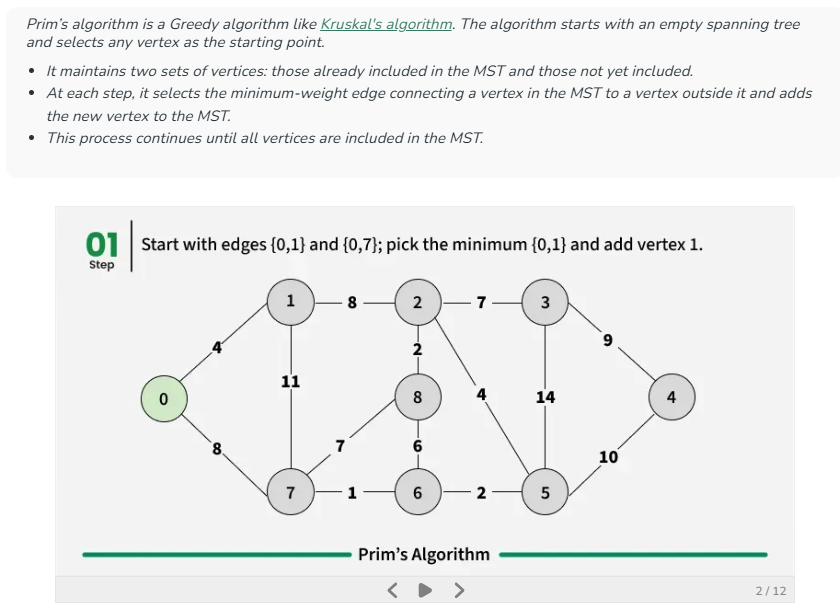 Prim's algorithm is a Greedy algorithm like Kruskal's algorithm. The algorithm starts with an empty spanning tree
and selects any vertex as the starting point.
• It maintains two sets of vertices: those already included in the MST and those not yet included.
• At each step, it selects the minimum-weight edge connecting a vertex in the MST to a vertex outside it and adds
the new vertex to the MST.
• This process continues until all vertices are included in the MST.
01
Step
Start with edges {0,1} and {0,7}; pick the minimum {0,1} and add vertex 1.
1 8 2 7 3
4 2 9
11 4 14
0 8 4
8 7 6 10
7 1 6 2 5
Prim's Algorithm
2 / 12